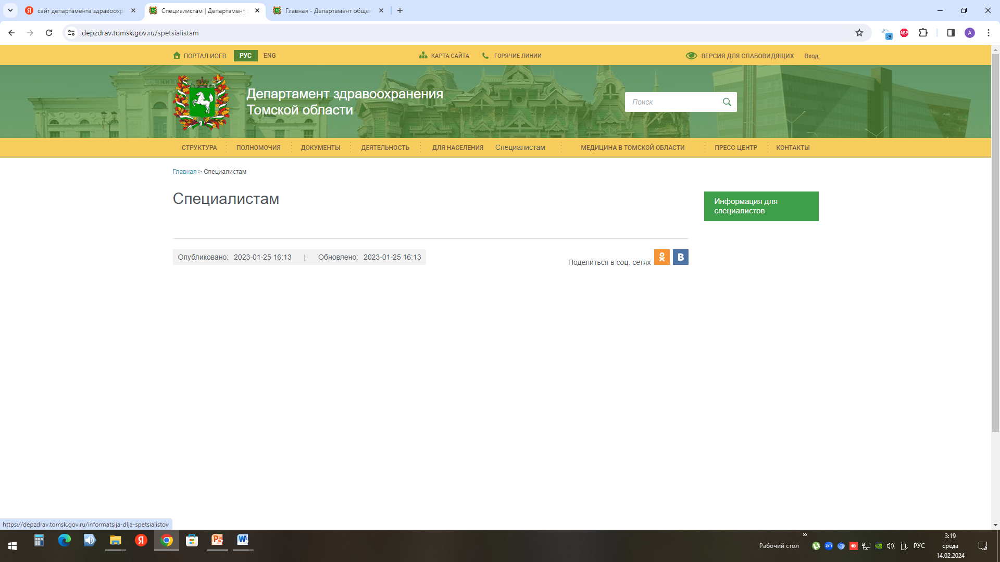 сайт департамента здравоохр
Специалистам | Департамент
Главная - Департамент общег
depzdrav.tomsk.gov.ru/spetsialistam
-9
ABP
A
ПОРТАЛ ИОГВ
РУС
ENG
КАРТА САЙТА
ГОРЯЧИЕ ЛИНИИ
ВЕРСИЯ ДЛЯ СЛАБОВИДЯЩИХ
Вход
Департамент здравоохранения
Томской области
Поиск
СТРУКТУРА
ПОЛНОМОЧИЯ
ДОКУМЕНТЫ
ДЕЯТЕЛЬНОСТЬ
ДЛЯ НАСЕЛЕНИЯ
Специалистам
МЕДИЦИНА В ТОМСКОЙ ОБЛАСТИ
ПРЕСС-ЦЕНТР
КОНТАКТЫ
Главная > Специалистам
Специалистам
Информация для
специалистов
Опубликовано: 2023-01-25 16:13 | Обновлено: 2023-01-25 16:13
Поделиться в соц. сетях
https://depzdrav.tomsk.gov.ru/informatsija-dlja-spetsialistov
Рабочий стол
zm
РУС
3:19
среда
14.02.2024